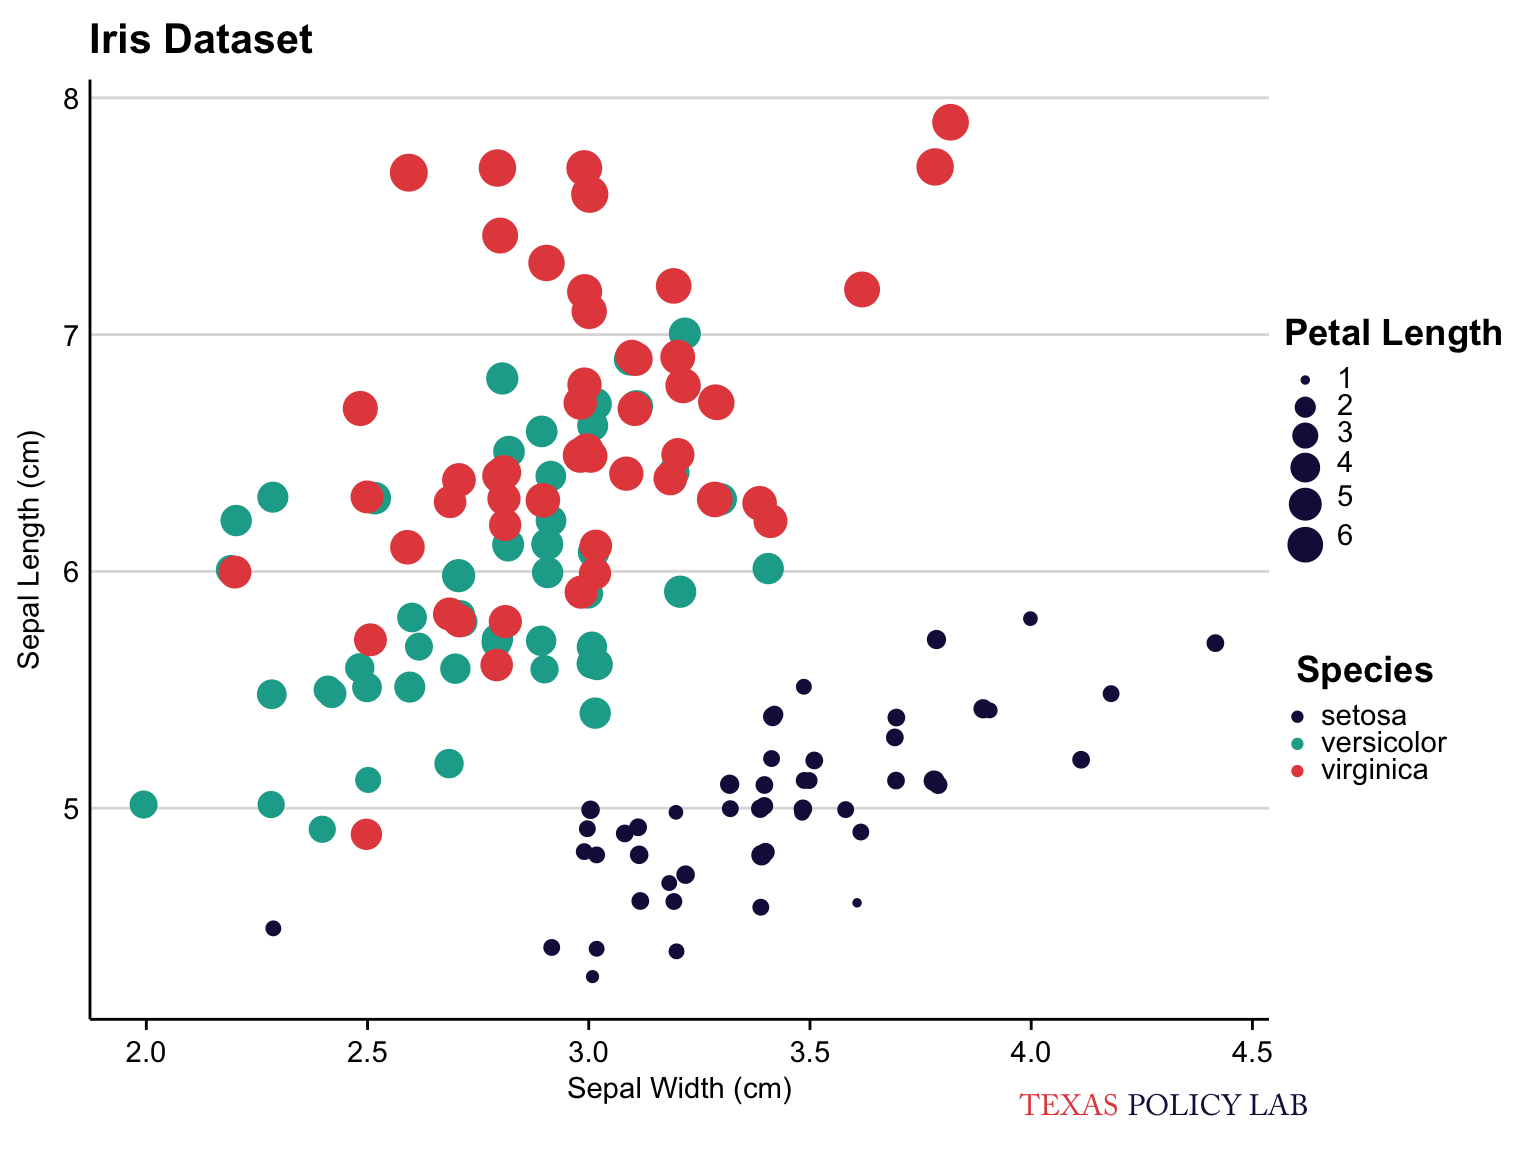 Iris Dataset
8
7
6
5
Sepal Length (cm)
2.0 2.5 3.0 3.5 4.0 4.5
Sepal Width (cm)
Petal Length
1
2
3
4
5
6
Species
setosa
versicolor
virginica
TEXAS POLICY LAB